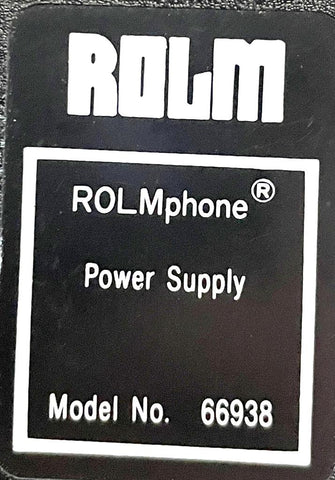 ROLM
ROLMphone®
Power Supply
Model No. 66938